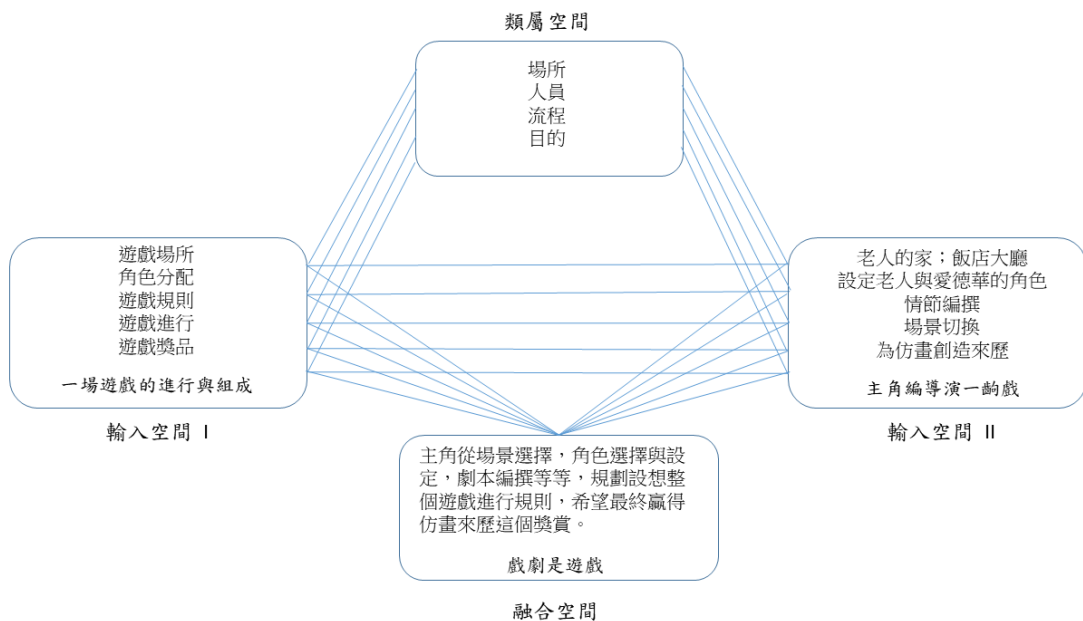 類屬空間
場所
人員
流程
目的
遊戲場所
角色分配
遊戲規則
遊戲進行
遊戲獎品
一場遊戲的進行與組成
輸入空間 I
老人的家；飯店大廳
設定老人與愛德華的角色
情節編撰
場景切換
為仿畫創造來歷
主角編導演一齣戲
輸入空間 II
主角從場景選擇，角色選擇與設
定，劇本編撰等等，規劃設想整
個遊戲進行規則，希望最終贏得
仿畫來歷這個獎賞。
戲劇是遊戲
融合空間